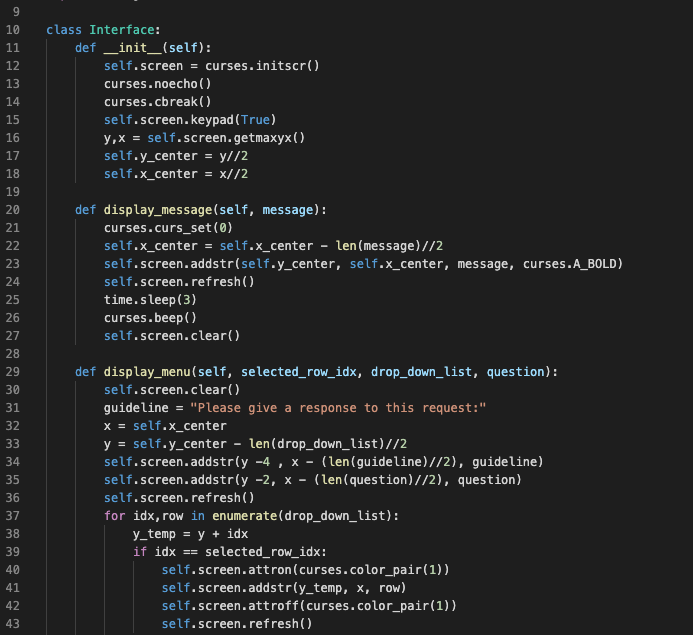 9
10 class Interface:
11     def __init__(self):
12         self.screen = curses.initscr()
13         curses.noecho()
14         curses.cbreak()
15         self.screen.keypad(True)
16         y,x = self.screen.getmaxyx()
17         self.y_center = y//2
18         self.x_center = x//2
19
20     def display_message(self, message):
21         curses.curs_set(0)
22         self.x_center = self.x_center - len(message)//2
23         self.screen.addstr(self.y_center, self.x_center, message, curses.A_BOLD)
24         self.screen.refresh()
25         time.sleep(3)
26         curses.beep()
27         self.screen.clear()
28
29     def display_menu(self, selected_row_idx, drop_down_list, question):
30         self.screen.clear()
31         guideline = "Please give a response to this request:"
32         x = self.x_center
33         y = self.y_center - len(drop_down_list)//2
34         self.screen.addstr(y -4 , x - (len(guideline)//2), guideline)
35         self.screen.addstr(y -2, x - (len(question)//2), question)
36         self.screen.refresh()
37         for idx,row in enumerate(drop_down_list):
38             y_temp = y + idx
39             if idx == selected_row_idx:
40                 self.screen.attron(curses.color_pair(1))
41                 self.screen.addstr(y_temp, x, row)
42                 self.screen.attroff(curses.color_pair(1))
43                 self.screen.refresh()